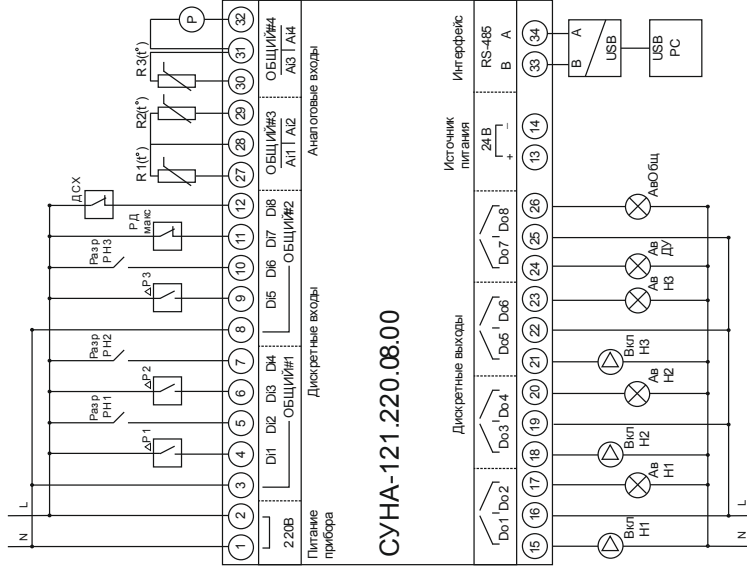 N
L
ΔP1
Разр РН1
ΔP2
Разр РН2
ΔP3
Разр РН3
РД макс
ДСХ
R1(t°)
R2(t°)
R3(t°)
P
1 2 3 4 5 6 7 8 9 10 11 12 27 28 29 30 31 32
220В
Di1 Di2 Di3 Di4
ОБЩИЙ#1
Di5 Di6 Di7 Di8
ОБЩИЙ#2
ОБЩИЙ#3
Ai1 Ai2
ОБЩИЙ#4
Ai3 Ai4
Питание прибора
Дискретные входы
Аналоговые входы
СУНА-121.220.08.00
Дискретные выходы
Источник питания
Интерфейс
Do1 Do2
Do3 Do4
Do5 Do6
Do7 Do8
24 В
+ −
RS-485
B A
15 16 17 18 19 20 21 22 23 24 25 26 13 14 33 34
Вкл Н1
Ав Н1
Вкл Н2
Ав Н2
Вкл Н3
Ав Н3
Ав ДУ
АвОбщ
B A
USB
USB PC
N
L